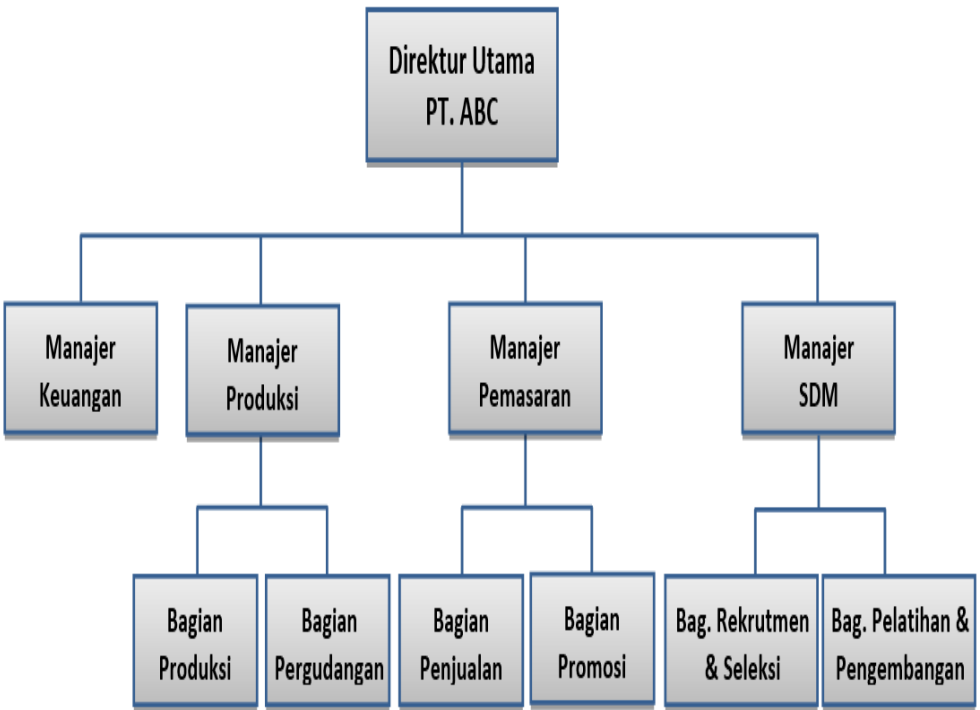 Direktur Utama
PT. ABC
Manajer
Keuangan
Manajer
Produksi
Manajer
Pemasaran
Manajer
SDM
Bagian
Produksi
Bagian
Pergudangan
Bagian
Penjualan
Bagian
Promosi
Bag. Rekrutmen
& Seleksi
Bag. Pelatihan &
Pengembangan